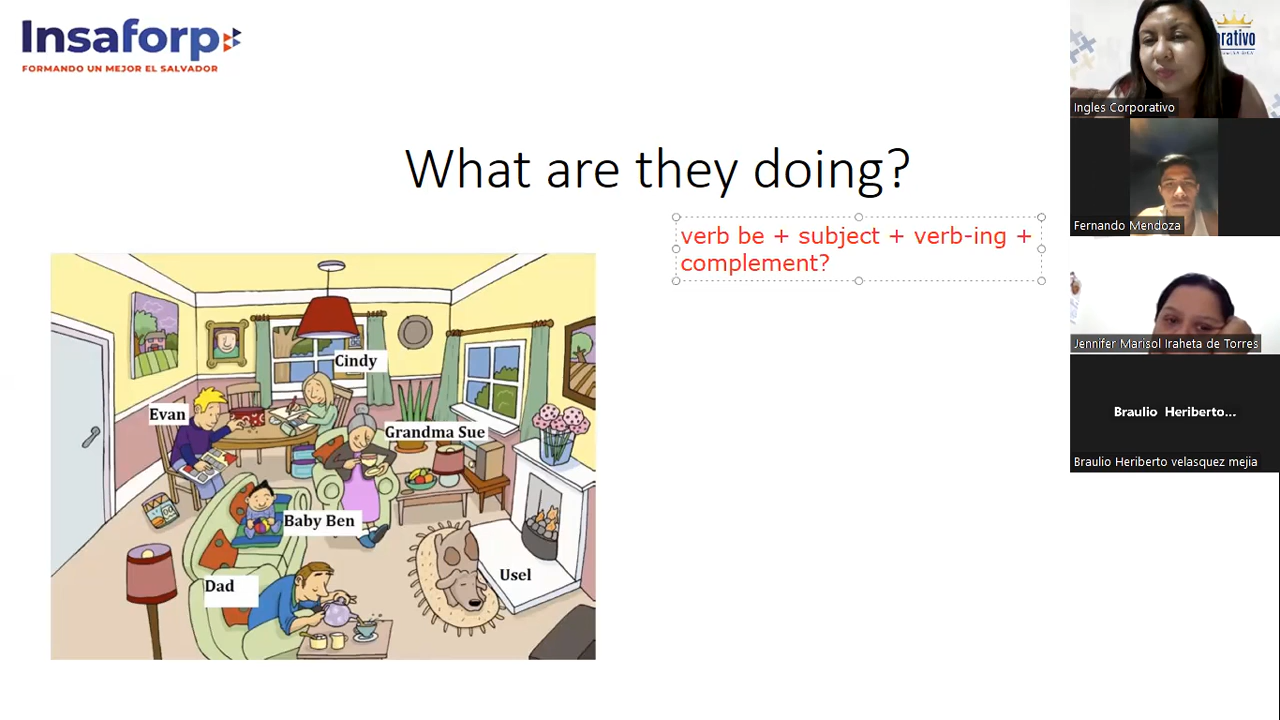 Insaforp
FORMANDO UN MEJOR EL SALVADOR
What are they doing?
verb be + subject + verb-ing +
complement?
Cindy
Evan
Grandma Sue
Baby Ben
Usel
Dad
Ingles Corporativo
Fernando Mendoza
Jennifer Marisol Iraheta de Torres
Braulio Heriberto...
Braulio Heriberto velasquez mejia